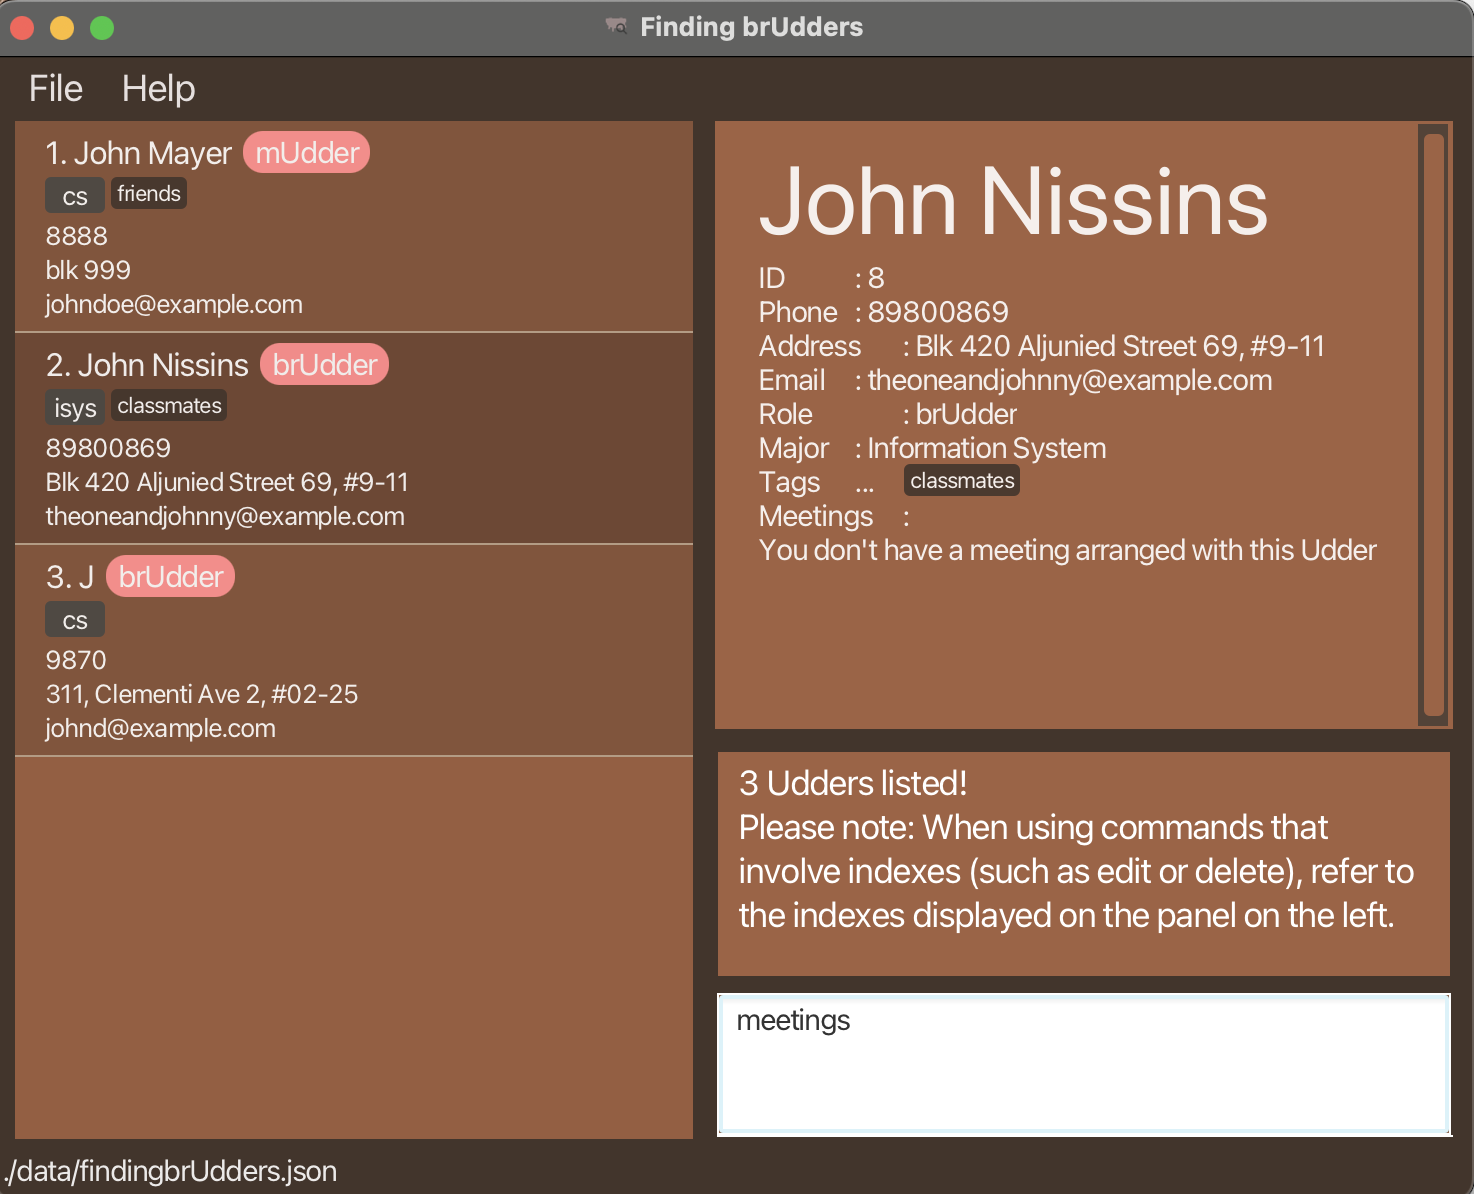 Finding brUdders
File Help
1. John Mayer mUdder
cs friends
8888
blk 999
johndoe@example.com
2. John Nissins brUdder
isys classmates
89800869
Blk 420 Aljunied Street 69, #9-11
theoneandjohnny@example.com
3. J brUdder
cs
9870
311, Clementi Ave 2, #02-25
johnd@example.com
John Nissins
ID : 8
Phone : 89800869
Address : Blk 420 Aljunied Street 69, #9-11
Email : theoneandjohnny@example.com
Role : brUdder
Major : Information System
Tags ... classmates
Meetings :
You don't have a meeting arranged with this Udder
3 Udders listed!
Please note: When using commands that
involve indexes (such as edit or delete), refer to
the indexes displayed on the panel on the left.
meetings
./data/findingbrUdders.json